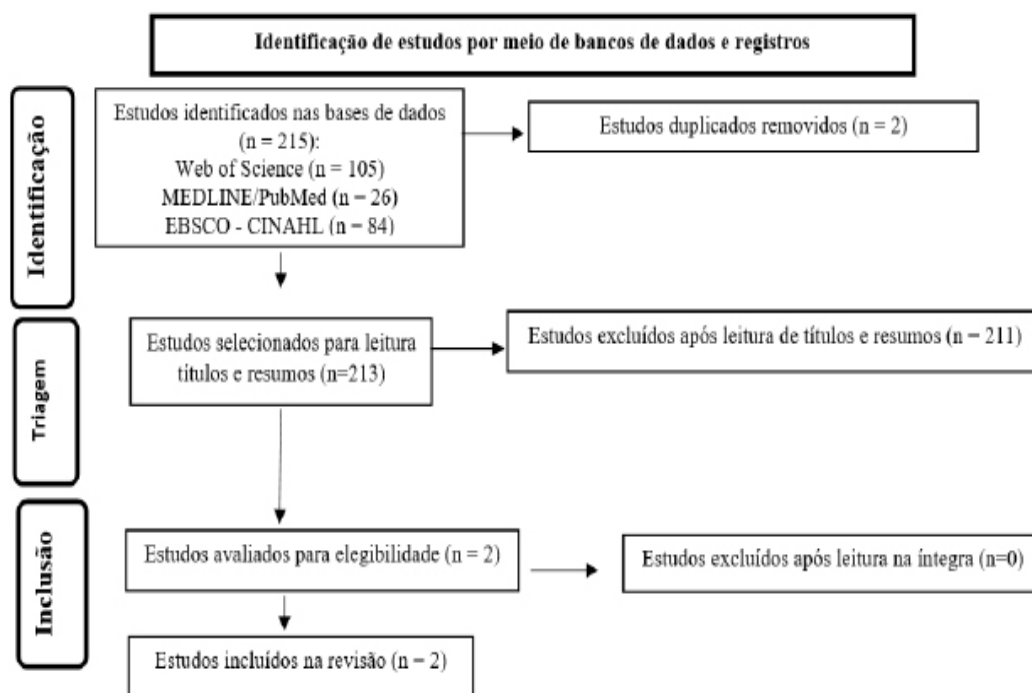 Identificação de estudos por meio de bancos de dados e registros
Identificação
Estudos identificados nas bases de dados
(n = 215):
Web of Science (n = 105)
MEDLINE/PubMed (n = 26)
EBSCO - CINAHL (n = 84)
Estudos duplicados removidos (n = 2)
Triagem
Estudos selecionados para leitura
títulos e resumos (n=213)
Estudos excluídos após leitura de títulos e resumos (n = 211)
Inclusão
Estudos avaliados para elegibilidade (n = 2)
Estudos excluídos após leitura na íntegra (n=0)
Estudos incluídos na revisão (n = 2)